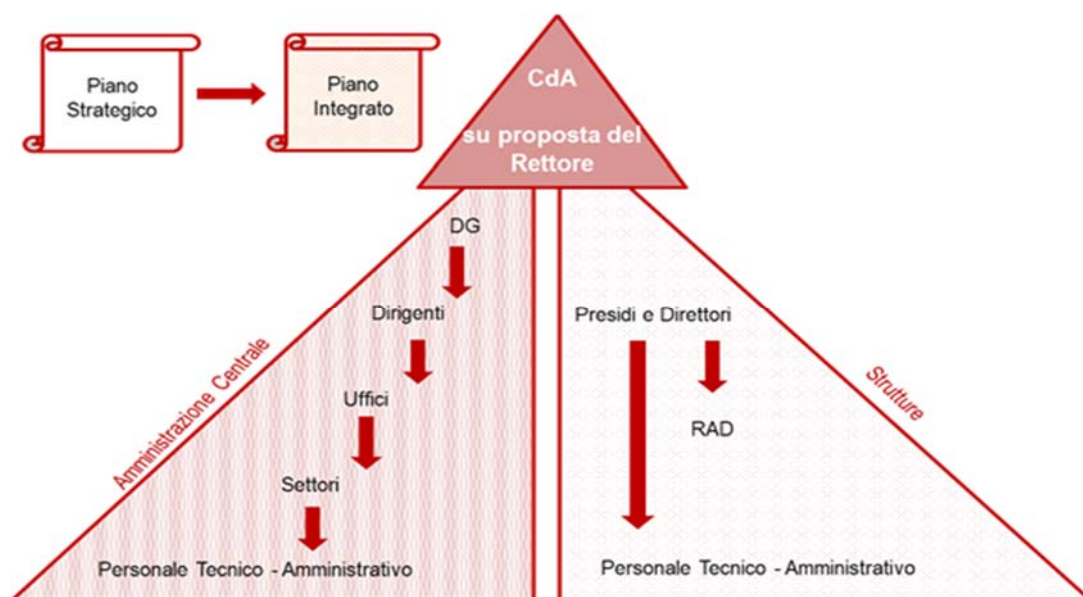 Piano
Strategico
Piano
Integrato
CdA
su proposta del
Rettore
Amministrazione Centrale
DG
Dirigenti
Uffici
Settori
Personale Tecnico - Amministrativo
Strutture
Presidi e Direttori
RAD
Personale Tecnico - Amministrativo